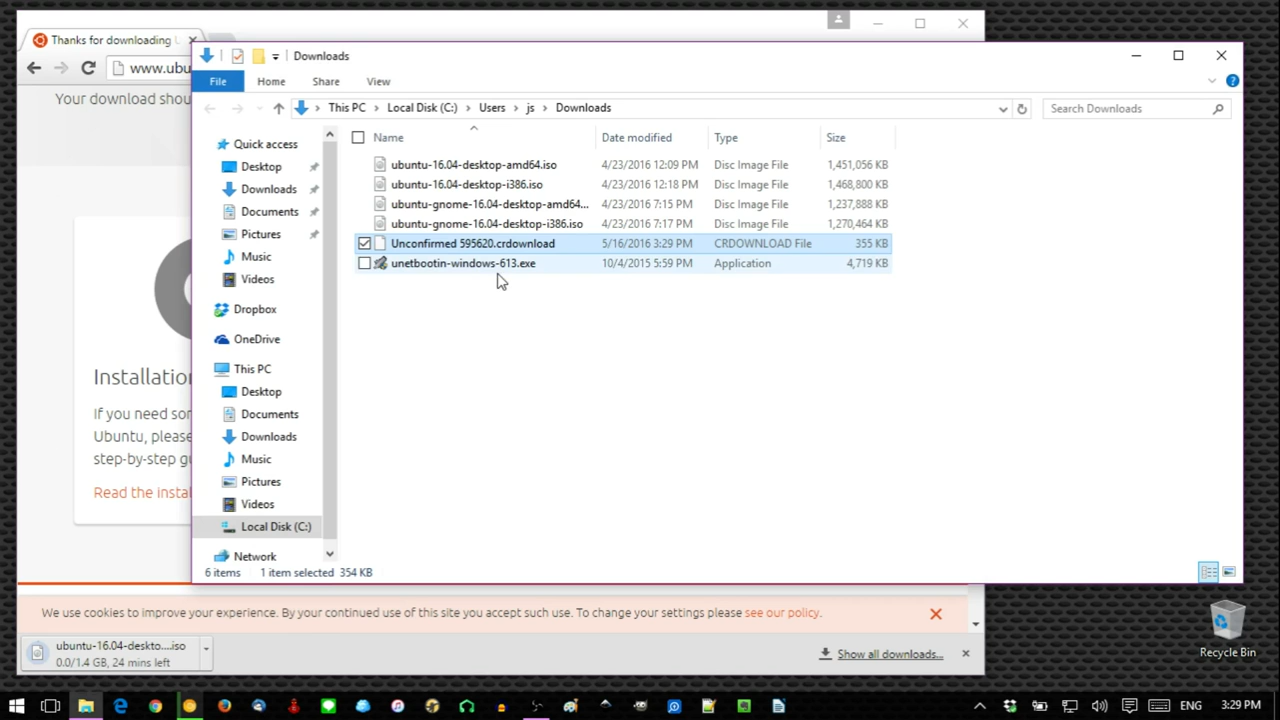 Thanks for downloading U
www.ubu
Your download shou
Installation
If you need som
Ubuntu, please
step-by-step gu
Read the instal
Downloads
File Home Share View
This PC Local Disk (C:) Users js Downloads
Search Downloads
Quick access
Desktop
Downloads
Documents
Pictures
Music
Videos
Dropbox
OneDrive
This PC
Desktop
Documents
Downloads
Music
Pictures
Videos
Local Disk (C:)
Network
Name Date modified Type Size
ubuntu-16.04-desktop-amd64.iso 4/23/2016 12:09 PM Disc Image File 1,451,056 KB
ubuntu-16.04-desktop-i386.iso 4/23/2016 12:18 PM Disc Image File 1,468,800 KB
ubuntu-gnome-16.04-desktop-amd64... 4/23/2016 7:15 PM Disc Image File 1,237,888 KB
ubuntu-gnome-16.04-desktop-i386.iso 4/23/2016 7:17 PM Disc Image File 1,270,464 KB
Unconfirmed 595620.crdownload 5/16/2016 3:29 PM CRDOWNLOAD File 355 KB
unetbootin-windows-613.exe 10/4/2015 5:59 PM Application 4,719 KB
6 items 1 item selected 354 KB
We use cookies to improve your experience. By your continued use of this site you accept such use. To change your settings please see our policy.
ubuntu-16.04-deskto....iso
0.0/1.4 GB, 24 mins left
Show all downloads...
Recycle Bin
ENG 3:29 PM